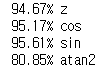 94.67% z
95.17% cos
95.61% sin
80.85% atan2